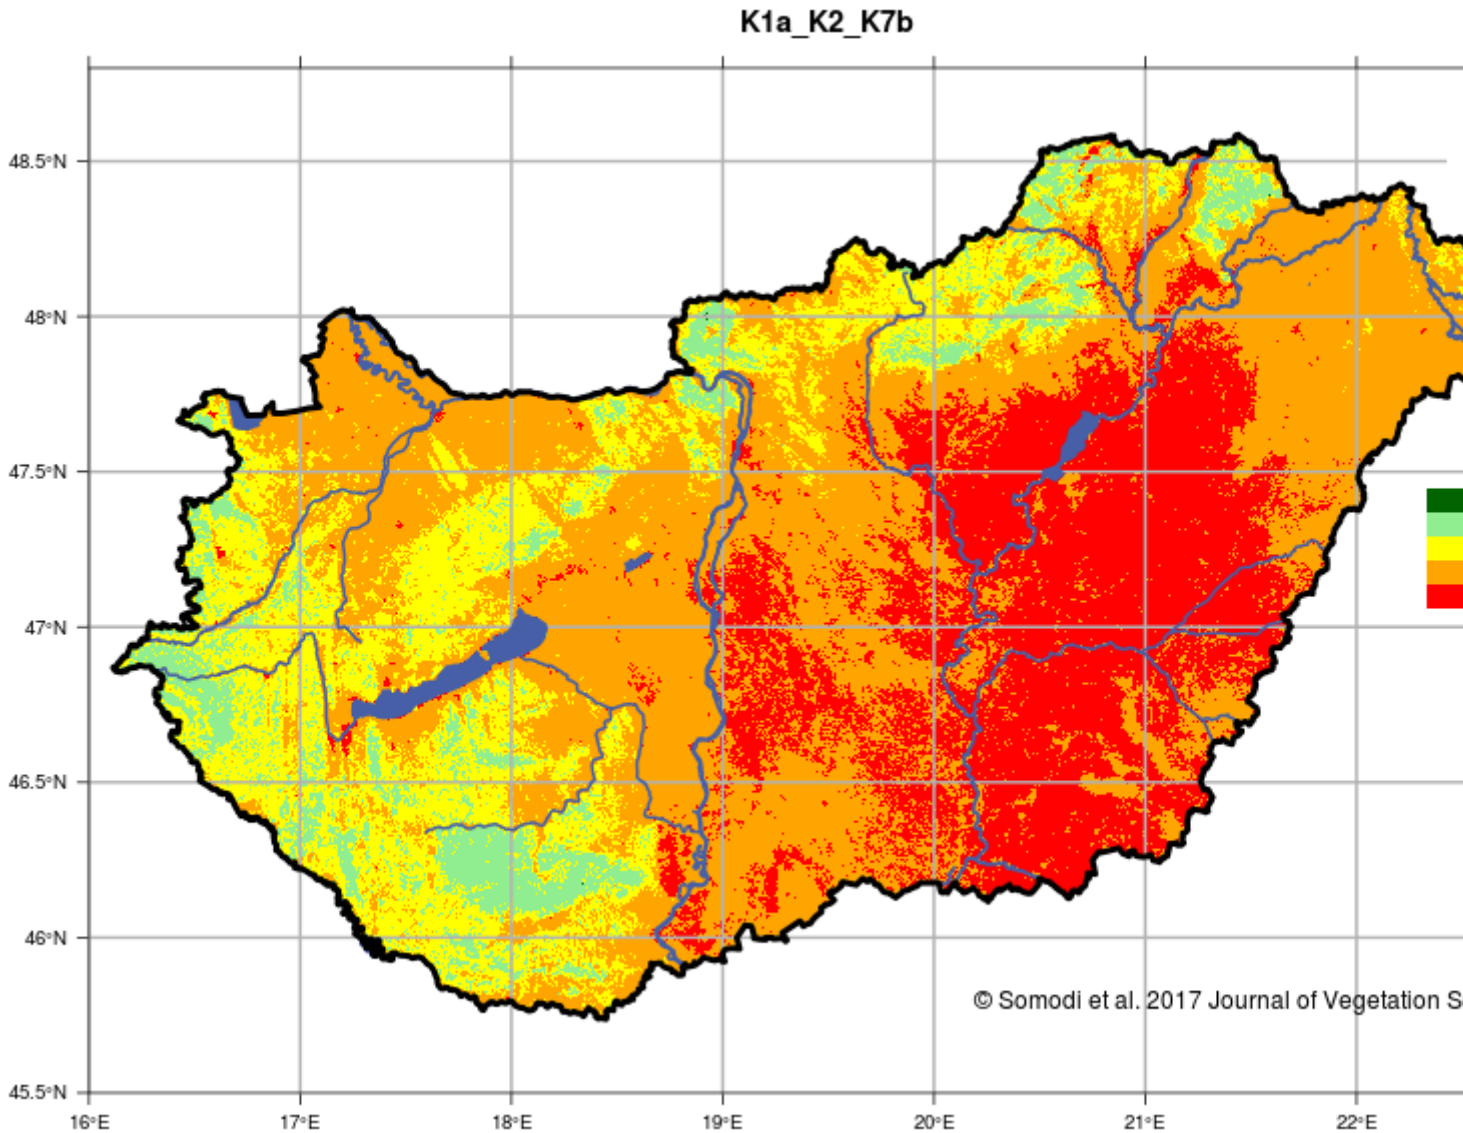 K1a_K2_K7b
48.5°N
48°N
47.5°N
47°N
46.5°N
46°N
45.5°N
16°E 17°E 18°E 19°E 20°E 21°E 22°E
© Somodi et al. 2017 Journal of Vegetation S